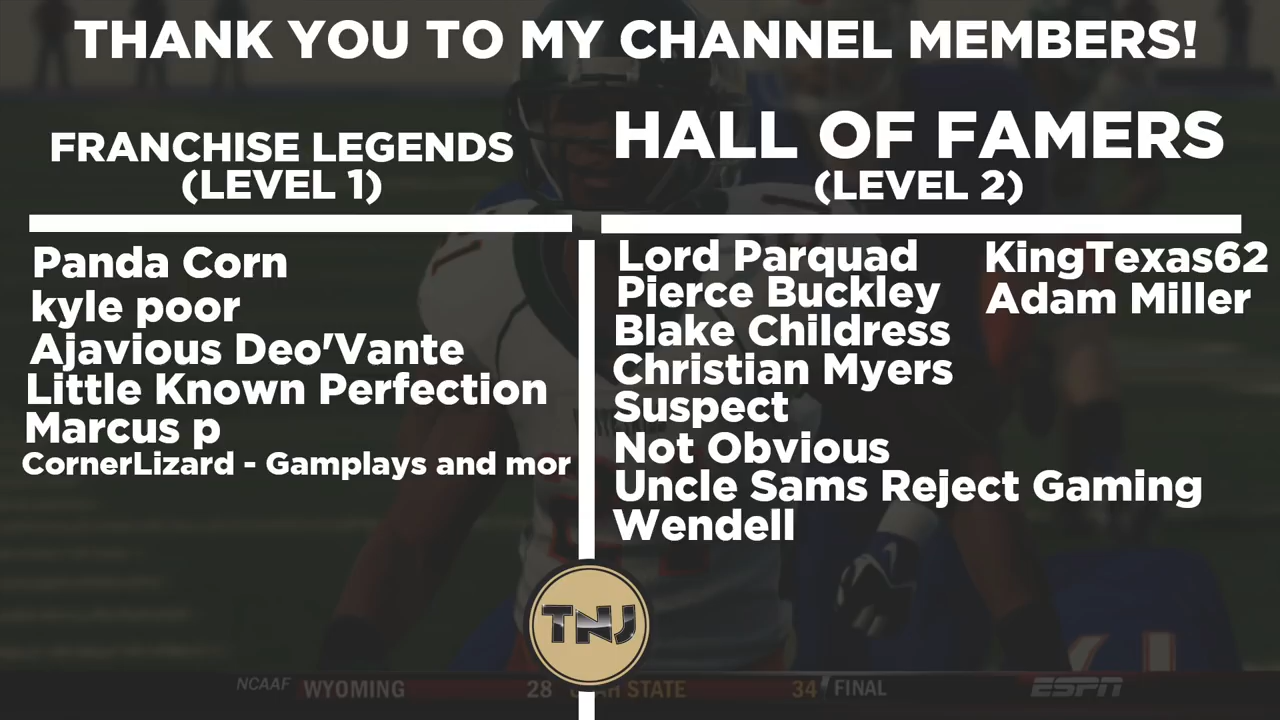 THANK YOU TO MY CHANNEL MEMBERS!
FRANCHISE LEGENDS
(LEVEL 1)
Panda Corn
kyle poor
Ajavious Deo'Vante
Little Known Perfection
Marcus p
CornerLizard - Gamplays and mor
HALL OF FAMERS
(LEVEL 2)
Lord Parquad
Pierce Buckley
Blake Childress
Christian Myers
Suspect
Not Obvious
Uncle Sams Reject Gaming
Wendell
KingTexas62
Adam Miller
TNJ
NCAAF WYOMING 28 STATE 34 FINAL ESPN